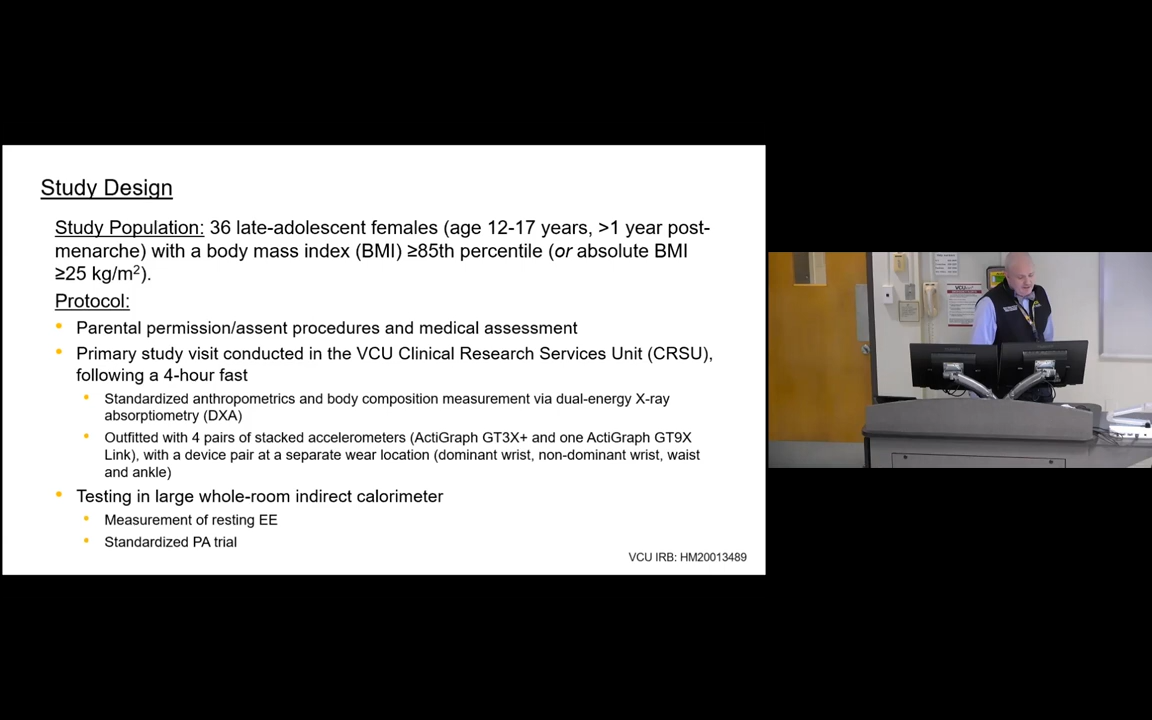 Study Design
Study Population: 36 late-adolescent females (age 12-17 years, >1 year post-
menarche) with a body mass index (BMI) ≥85th percentile (or absolute BMI
≥25 kg/m²).
Protocol:
• Parental permission/assent procedures and medical assessment
• Primary study visit conducted in the VCU Clinical Research Services Unit (CRSU),
following a 4-hour fast
• Standardized anthropometrics and body composition measurement via dual-energy X-ray
absorptiometry (DXA)
• Outfitted with 4 pairs of stacked accelerometers (ActiGraph GT3X+ and one ActiGraph GT9X
Link), with a device pair at a separate wear location (dominant wrist, non-dominant wrist, waist
and ankle)
• Testing in large whole-room indirect calorimeter
• Measurement of resting EE
• Standardized PA trial
VCU IRB: HM20013489
VCU